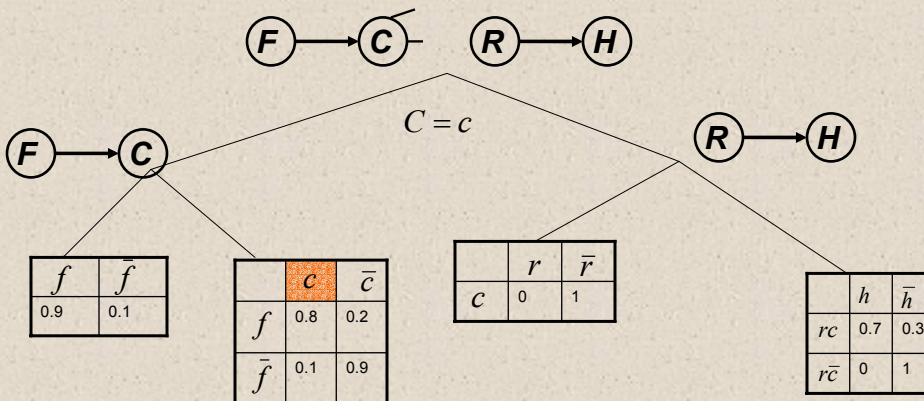 F C R H
C = c
F C R H
f f̄
0.9 0.1
c c̄
f 0.8 0.2
f̄ 0.1 0.9
r r̄
c 0 1
h h̄
rc 0.7 0.3
rc̄ 0 1